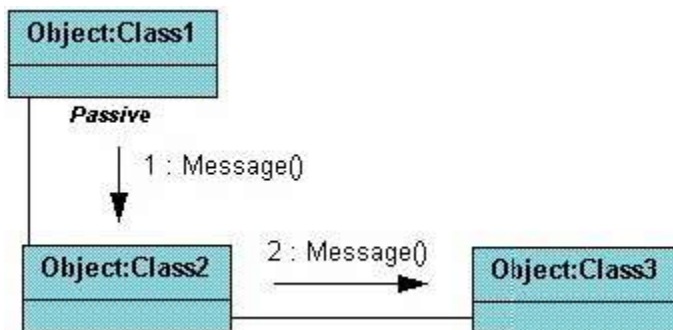 Object:Class1
Passive
1 : Message()
Object:Class2
2 : Message()
Object:Class3